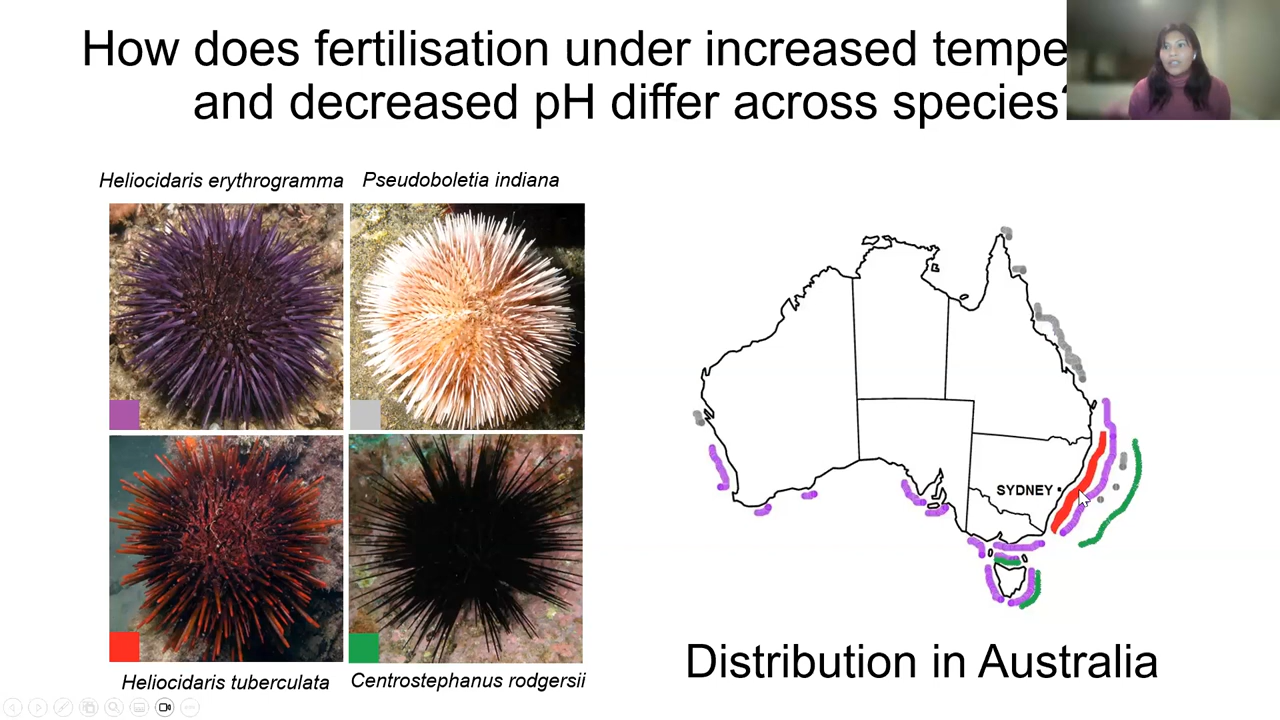 How does fertilisation under increased tempe
and decreased pH differ across species?
Heliocidaris erythrogramma
Pseudoboletia indiana
SYDNEY
Heliocidaris tuberculata
Centrostephanus rodgersii
Distribution in Australia